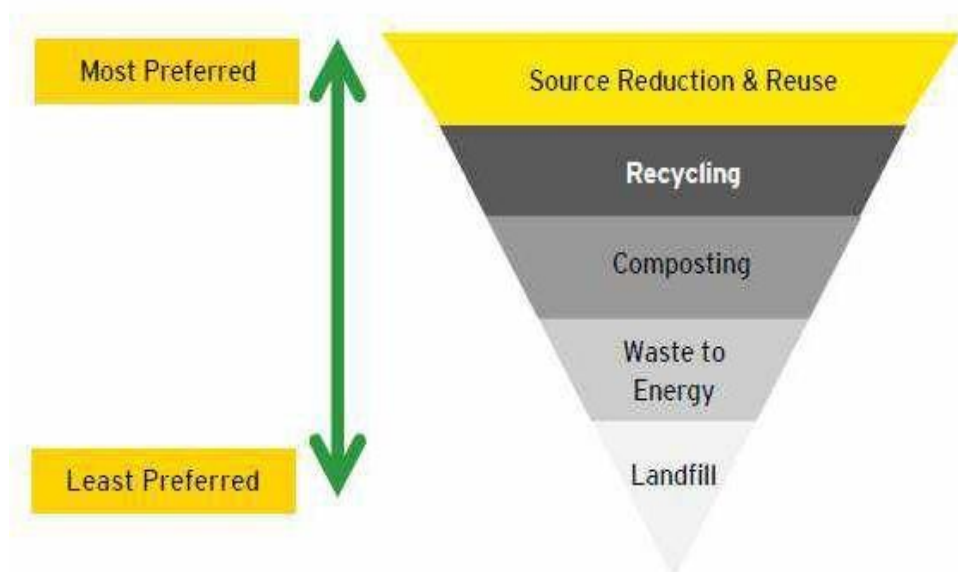 Most Preferred
Source Reduction & Reuse
Recycling
Composting
Waste to
Energy
Least Preferred
Landfill